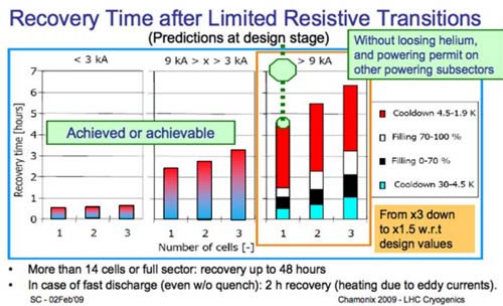 Recovery Time after Limited Resistive Transitions
(Predictions at design stage)
Without loosing helium,
and powering permit on
other powering subsectors
< 3 kA
9 kA > x > 3 kA
> 9 kA
Recovery time [hours]
7
6
5
4
3
2
1
0
Achieved or achievable
Cooldown 4.5-1.9 K
Filling 70-100 %
Filling 0-70 %
Cooldown 30-4.5 K
1 2 3
1 2 3
1 2 3
Number of cells [-]
From x3 down
to x1.5 w.r.t
design values
• More than 14 cells or full sector: recovery up to 48 hours
• In case of fast discharge (even w/o quench): 2 h recovery (heating due to eddy currents).
SC - 02Feb'09
Chamonix 2009 - LHC Cryogenics